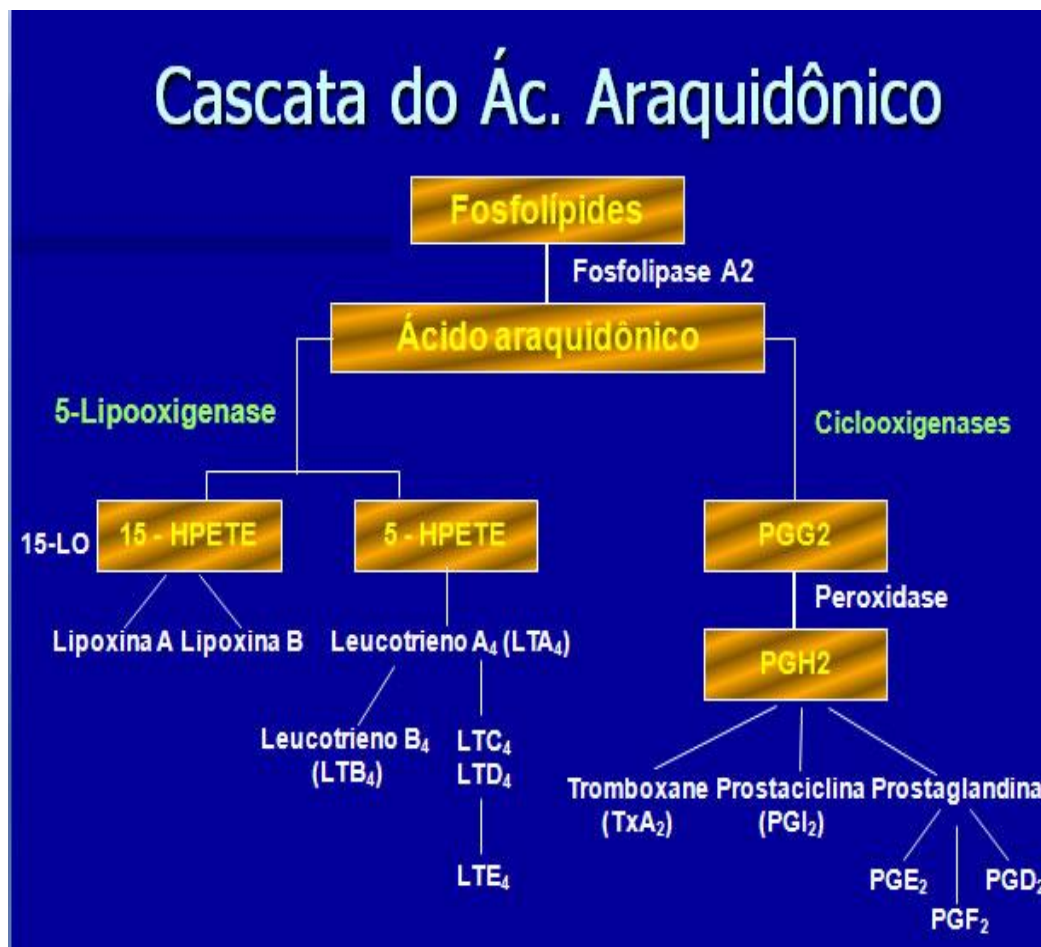 Cascata do Ác. Araquidônico
Fosfolípides
Fosfolipase A2
Ácido araquidônico
5-Lipooxigenase
Ciclooxigenases
15-LO
15 - HPETE
5 - HPETE
PGG2
Peroxidase
Lipoxina A Lipoxina B
Leucotrieno A₄ (LTA₄)
PGH2
Leucotrieno B₄
(LTB₄)
LTC₄
LTD₄
LTE₄
Tromboxane
(TxA₂)
Prostaciclina
(PGI₂)
Prostaglandina
PGE₂
PGF₂
PGD₂